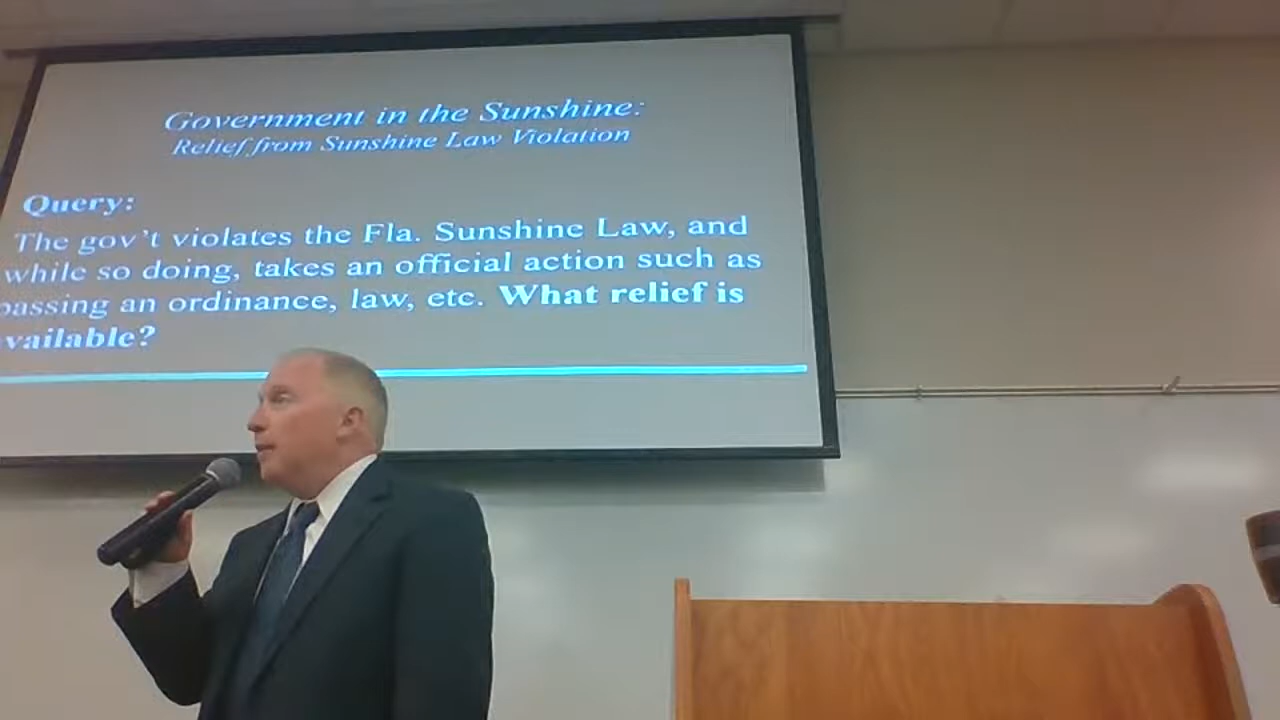 Government in the Sunshine:
Relief from Sunshine Law Violation
Query:
The gov't violates the Fla. Sunshine Law, and
while so doing, takes an official action such as
passing an ordinance, law, etc. What relief is
vailable?